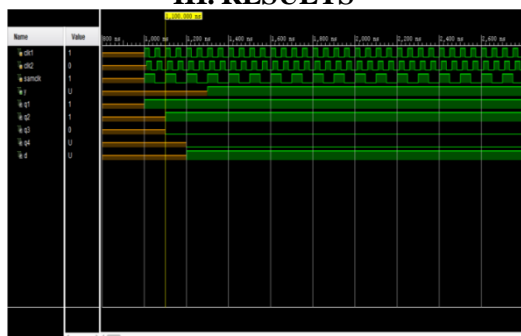 III. RESULTS
1,100.000 ns
Name Value 800 ns 1,000 ns 1,200 ns 1,400 ns 1,600 ns 1,800 ns 2,000 ns 2,200 ns 2,400 ns 2,600 ns
clk1 1
clk2 0
samclk 1
y U
q1 1
q2 1
q3 0
q4 U
d U